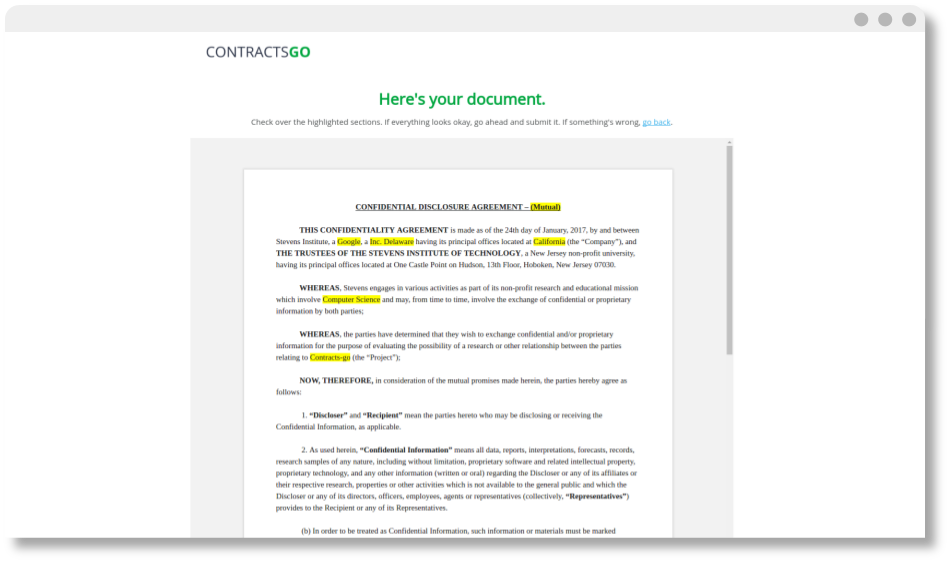 CONTRACTSGO
Here's your document.
Check over the highlighted sections. If everything looks okay, go ahead and submit it. If something's wrong, go back.
CONFIDENTIAL DISCLOSURE AGREEMENT – (Mutual)
THIS CONFIDENTIALITY AGREEMENT is made as of the 24th day of January, 2017, by and between
Stevens Institute, a Google, a Inc. Delaware having its principal offices located at California (the “Company”), and
THE TRUSTEES OF THE STEVENS INSTITUTE OF TECHNOLOGY, a New Jersey non-profit university,
having its principal offices located at One Castle Point on Hudson, 13th Floor, Hoboken, New Jersey 07030.
WHEREAS, Stevens engages in various activities as part of its non-profit research and educational mission
which involve Computer Science and may, from time to time, involve the exchange of confidential or proprietary
information by both parties;
WHEREAS, the parties have determined that they wish to exchange confidential and/or proprietary
information for the purpose of evaluating the possibility of a research or other relationship between the parties
relating to Contracts-go (the “Project”);
NOW, THEREFORE, in consideration of the mutual promises made herein, the parties hereby agree as
follows:
1. “Discloser” and “Recipient” mean the parties hereto who may be disclosing or receiving the
Confidential Information, as applicable.
2. As used herein, “Confidential Information” means all data, reports, interpretations, forecasts, records,
research samples of any nature, including without limitation, proprietary software and related intellectual property,
proprietary technology, and any other information (written or oral) regarding the Discloser or any of its affiliates or
their respective research, properties or other activities which is not available to the general public and which the
Discloser or any of its directors, officers, employees, agents or representatives (collectively, “Representatives”)
provides to the Recipient or any of its Representatives.
(b) In order to be treated as Confidential Information, such information or materials must be marked